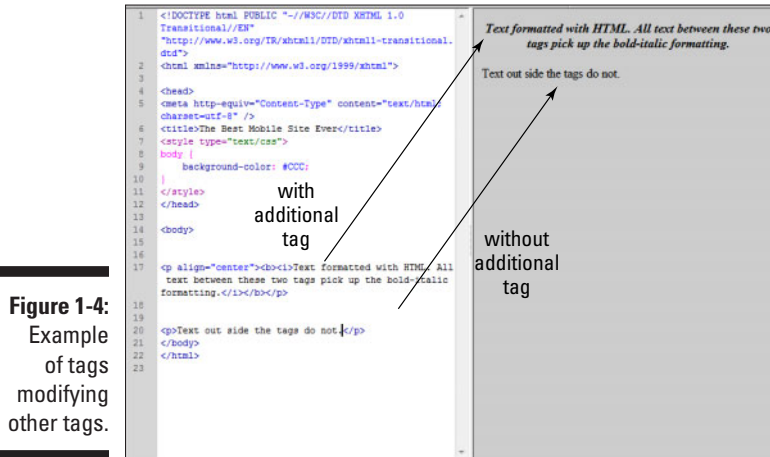 1 <!DOCTYPE html PUBLIC "-//W3C//DTD XHTML 1.0
Transitional//EN"
"http://www.w3.org/TR/xhtml1/DTD/xhtml1-transitional.
dtd">
2 <html xmlns="http://www.w3.org/1999/xhtml">
3
4 <head>
5 <meta http-equiv="Content-Type" content="text/html;
charset=utf-8" />
6 <title>The Best Mobile Site Ever</title>
7 <style type="text/css">
8 body {
9 background-color: #CCC;
10 }
11 </style>
12 </head>
13
14 <body>
15
16
17 <p align="center"><b><i>Text formatted with HTML. All
text between these two tags pick up the bold-italic
formatting.</i></b></p>
18
19
20 <p>Text out side the tags do not.</p>
21 </body>
22 </html>
23
with
additional
tag
Text formatted with HTML. All text between these two
tags pick up the bold-italic formatting.
Text out side the tags do not.
without
additional
tag
Figure 1-4:
Example
of tags
modifying
other tags.